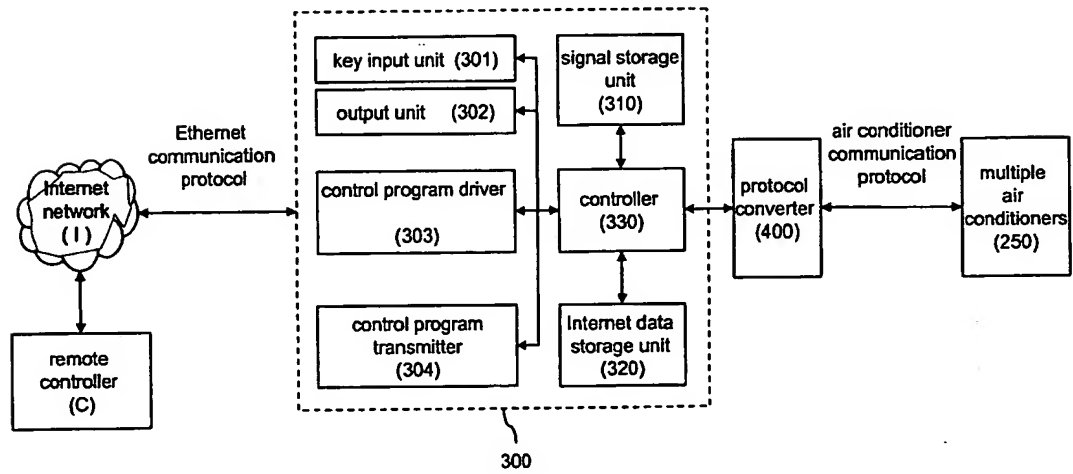 key input unit (301)
output unit (302)
control program driver
(303)
control program
transmitter
(304)
signal storage
unit
(310)
controller
(330)
Internet data
storage unit
(320)
Ethernet
communication
protocol
Internet
network
( I )
remote
controller
(C)
protocol
converter
(400)
air conditioner
communication
protocol
multiple
air
conditioners
(250)
300